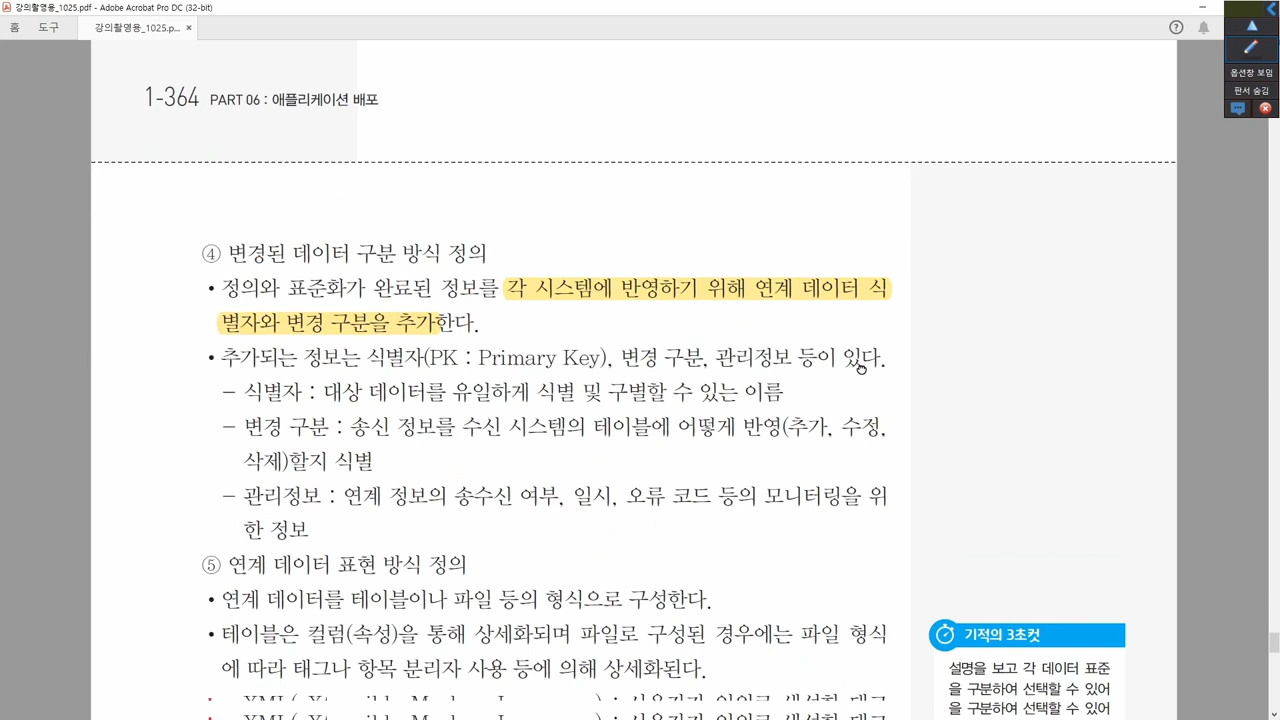 강의촬영용_1025.pdf - Adobe Acrobat Pro DC (32-bit)
홈 도구 강의촬영용_1025.p... ×
옵션창 보임
판서 숨김
1-364 PART 06 : 애플리케이션 배포
④ 변경된 데이터 구분 방식 정의
• 정의와 표준화가 완료된 정보를 각 시스템에 반영하기 위해 연계 데이터 식
별자와 변경 구분을 추가한다.
• 추가되는 정보는 식별자(PK : Primary Key), 변경 구분, 관리정보 등이 있다.
– 식별자 : 대상 데이터를 유일하게 식별 및 구별할 수 있는 이름
– 변경 구분 : 송신 정보를 수신 시스템의 테이블에 어떻게 반영(추가, 수정,
삭제)할지 식별
– 관리정보 : 연계 정보의 송수신 여부, 일시, 오류 코드 등의 모니터링을 위
한 정보
⑤ 연계 데이터 표현 방식 정의
• 연계 데이터를 테이블이나 파일 등의 형식으로 구성한다.
• 테이블은 컬럼(속성)을 통해 상세화되며 파일로 구성된 경우에는 파일 형식
에 따라 태그나 항목 분리자 사용 등에 의해 상세화된다.
기적의 3초컷
설명을 보고 각 데이터 표준
을 구분하여 선택할 수 있어